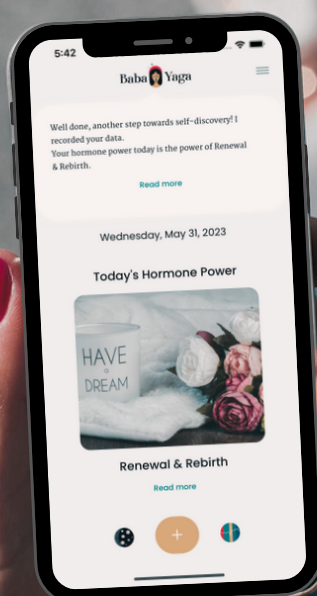 5:42
Baba Yaga
Well done, another step towards self-discovery! I
recorded your data.
Your hormone power today is the power of Renewal
& Rebirth.
Read more
Wednesday, May 31, 2023
Today's Hormone Power
HAVE
a
DREAM
Renewal & Rebirth
Read more
+